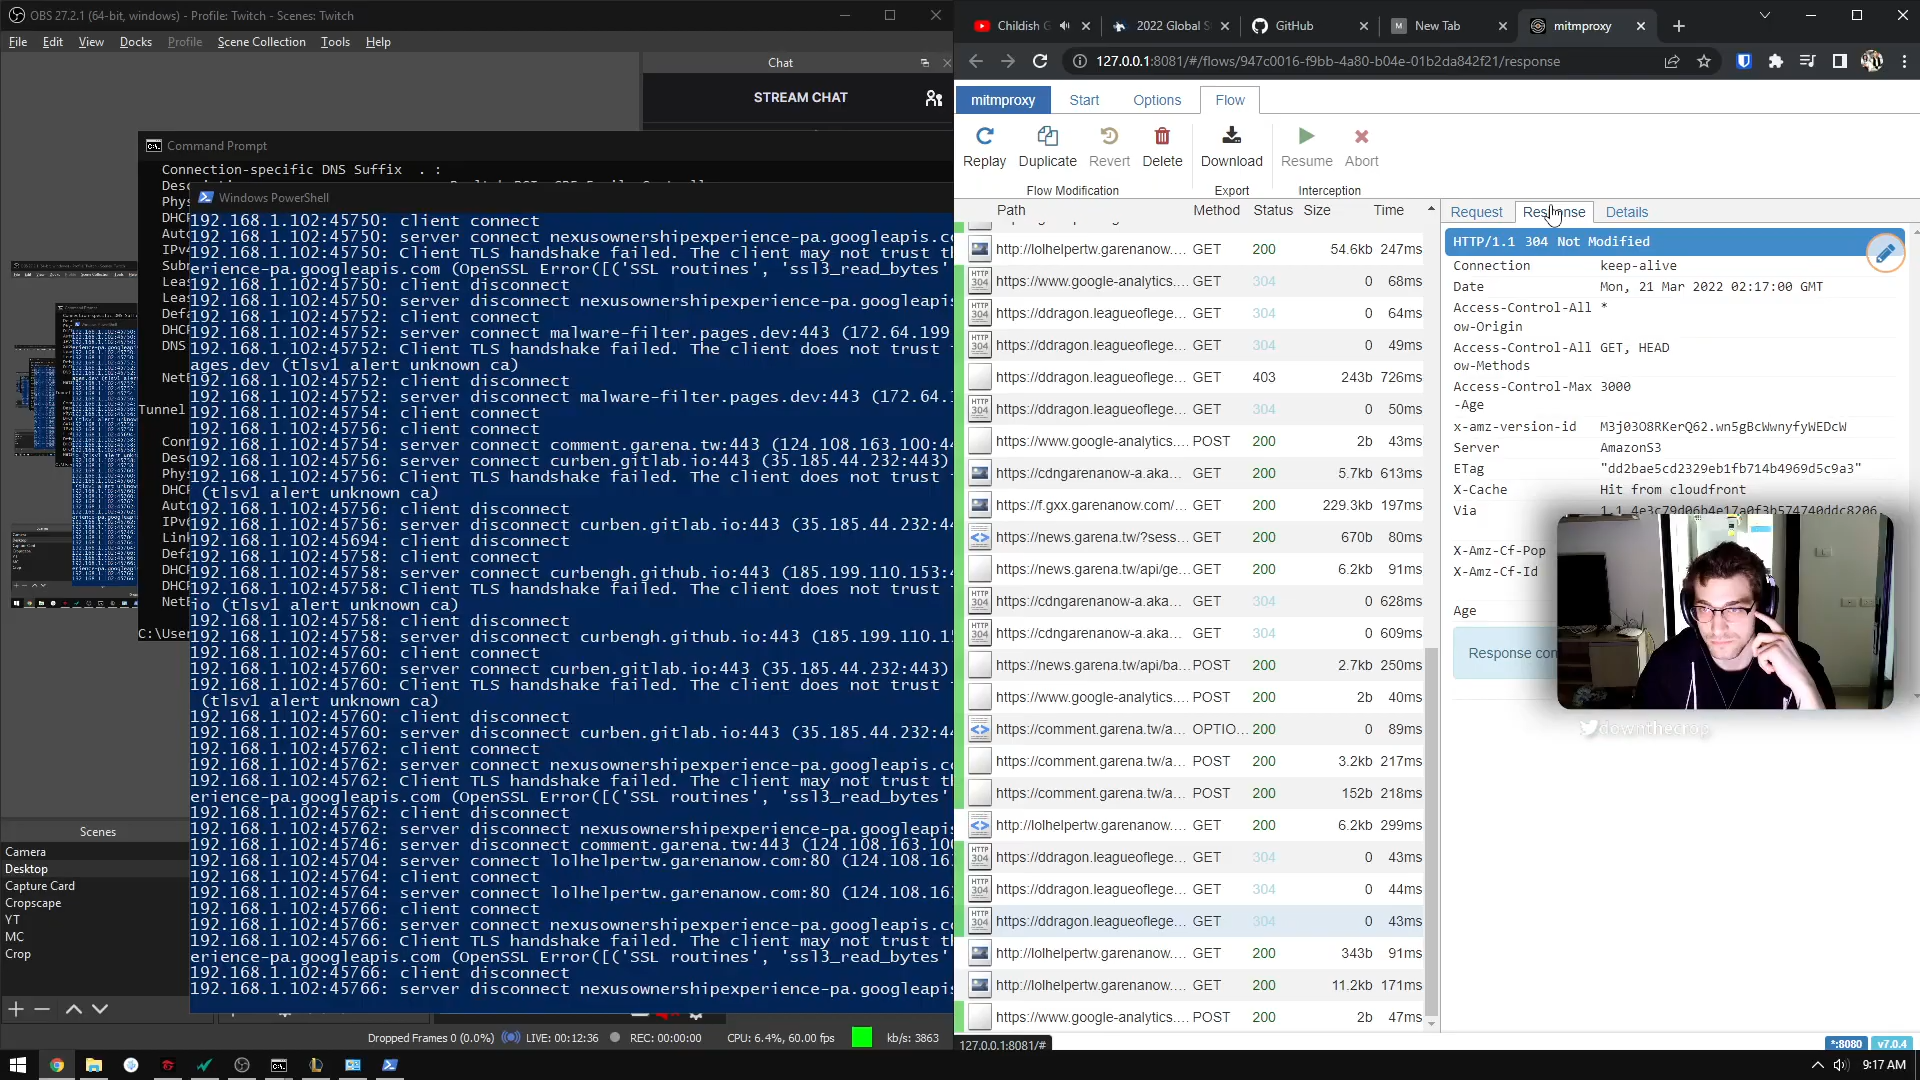 OBS 27.2.1 (64-bit, windows) - Profile: Twitch - Scenes: Twitch
File Edit View Docks Profile Scene Collection Tools Help
Chat
STREAM CHAT
Command Prompt
Connection-specific DNS Suffix . :
Windows PowerShell
192.168.1.102:45750: client connect
192.168.1.102:45750: server connect nexusownershipexperience-pa.googleapis.co
192.168.1.102:45750: Client TLS handshake failed. The client may not trust th
erience-pa.googleapis.com (OpenSSL Error([('SSL routines', 'ssl3_read_bytes'
192.168.1.102:45750: client disconnect
192.168.1.102:45750: server disconnect nexusownershipexperience-pa.googleapis
192.168.1.102:45752: client connect
192.168.1.102:45752: server connect malware-filter.pages.dev:443 (172.64.199
192.168.1.102:45752: Client TLS handshake failed. The client does not trust t
ages.dev (tlsv1 alert unknown ca)
192.168.1.102:45752: client disconnect
192.168.1.102:45752: server disconnect malware-filter.pages.dev:443 (172.64.1
192.168.1.102:45754: client connect
192.168.1.102:45756: client connect
192.168.1.102:45754: server connect comment.garena.tw:443 (124.108.163.100:44
192.168.1.102:45756: server connect curben.gitlab.io:443 (35.185.44.232:443)
192.168.1.102:45756: Client TLS handshake failed. The client does not trust t
(tlsv1 alert unknown ca)
192.168.1.102:45756: client disconnect
192.168.1.102:45756: server disconnect curben.gitlab.io:443 (35.185.44.232:44
192.168.1.102:45694: client disconnect
192.168.1.102:45758: client connect
192.168.1.102:45758: server connect curbengh.github.io:443 (185.199.110.153:4
192.168.1.102:45758: Client TLS handshake failed. The client does not trust t
io (tlsv1 alert unknown ca)
192.168.1.102:45758: client disconnect
192.168.1.102:45758: server disconnect curbengh.github.io:443 (185.199.110.15
192.168.1.102:45760: client connect
192.168.1.102:45760: server connect curben.gitlab.io:443 (35.185.44.232:443)
192.168.1.102:45760: Client TLS handshake failed. The client does not trust t
(tlsv1 alert unknown ca)
192.168.1.102:45760: client disconnect
192.168.1.102:45760: server disconnect curben.gitlab.io:443 (35.185.44.232:44
192.168.1.102:45762: client connect
192.168.1.102:45762: server connect nexusownershipexperience-pa.googleapis.co
192.168.1.102:45762: Client TLS handshake failed. The client may not trust th
erience-pa.googleapis.com (OpenSSL Error([('SSL routines', 'ssl3_read_bytes'
192.168.1.102:45762: client disconnect
192.168.1.102:45762: server disconnect nexusownershipexperience-pa.googleapis
192.168.1.102:45746: server disconnect comment.garena.tw:443 (124.108.163.100
192.168.1.102:45704: server connect lolhelpertw.garenanow.com:80 (124.108.16
192.168.1.102:45764: client connect
192.168.1.102:45764: server connect lolhelpertw.garenanow.com:80 (124.108.16
192.168.1.102:45766: client connect
192.168.1.102:45766: server connect nexusownershipexperience-pa.googleapis.co
192.168.1.102:45766: Client TLS handshake failed. The client may not trust th
erience-pa.googleapis.com (OpenSSL Error([('SSL routines', 'ssl3_read_bytes'
192.168.1.102:45766: client disconnect
192.168.1.102:45766: server disconnect nexusownershipexperience-pa.googleapis
Tunnel
C:\User
Scenes
Camera
Desktop
Capture Card
Cropscape
YT
MC
Crop
Dropped Frames 0 (0.0%) LIVE: 00:12:36 REC: 00:00:00 CPU: 6.4%, 60.00 fps kb/s: 3863
Childish G 2022 Global S GitHub New Tab mitmproxy
127.0.0.1:8081/#/flows/947c0016-f9bb-4a80-b04e-01b2da842f21/response
mitmproxy Start Options Flow
Replay Duplicate Revert Delete Download Resume Abort
Flow Modification Export Interception
Path Method Status Size Time
http://lolhelpertw.garenanow.... GET 200 54.6kb 247ms
https://www.google-analytics.... GET 304 0 68ms
https://ddragon.leagueoflege... GET 304 0 64ms
https://ddragon.leagueoflege... GET 304 0 49ms
https://ddragon.leagueoflege... GET 403 243b 726ms
https://ddragon.leagueoflege... GET 304 0 50ms
https://www.google-analytics.... POST 200 2b 43ms
https://cdngarenanow-a.aka... GET 200 5.7kb 613ms
https://f.gxx.garenanow.com/... GET 200 229.3kb 197ms
https://news.garena.tw/?sess... GET 200 670b 80ms
https://news.garena.tw/api/ge... GET 200 6.2kb 91ms
https://cdngarenanow-a.aka... GET 304 0 628ms
https://cdngarenanow-a.aka... GET 304 0 609ms
https://news.garena.tw/api/ba... POST 200 2.7kb 250ms
https://www.google-analytics.... POST 200 2b 40ms
https://comment.garena.tw/a... OPTIO... 200 0 89ms
https://comment.garena.tw/a... POST 200 3.2kb 217ms
https://comment.garena.tw/a... POST 200 152b 218ms
http://lolhelpertw.garenanow.... GET 200 6.2kb 299ms
https://ddragon.leagueoflege... GET 304 0 43ms
https://ddragon.leagueoflege... GET 304 0 44ms
https://ddragon.leagueoflege... GET 304 0 43ms
http://lolhelpertw.garenanow.... GET 200 343b 91ms
http://lolhelpertw.garenanow.... GET 200 11.2kb 171ms
https://www.google-analytics.... POST 200 2b 47ms
127.0.0.1:8081/#
Request Response Details
HTTP/1.1 304 Not Modified
Connection keep-alive
Date Mon, 21 Mar 2022 02:17:00 GMT
Access-Control-All *
ow-Origin
Access-Control-All GET, HEAD
ow-Methods
Access-Control-Max 3000
-Age
x-amz-version-id M3j03O8RKerQ62.wn5gBcWwnyfyWEDcW
Server AmazonS3
ETag "dd2bae5cd2329eb1fb714b4969d5c9a3"
X-Cache Hit from cloudfront
Via 1.1 4e3c79d06b4e17a0f3b574740ddc8206
X-Amz-Cf-Pop
X-Amz-Cf-Id
Age
Response con
downthecrop
*:8080 v7.0.4
9:17 AM